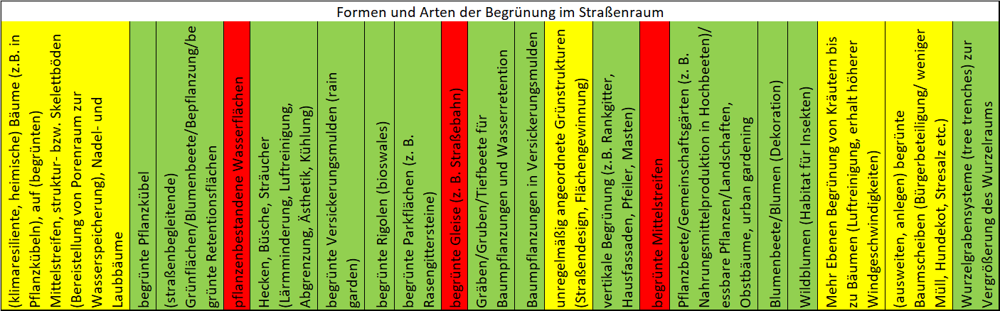 Formen und Arten der Begrünung im Straßenraum
(klimaresiliente, heimische) Bäume (z.B. in
Pflanzkübeln), auf (begrünten)
Mittelstreifen, struktur- bzw. Skelettböden
(Bereistellung von Porenraum zur
Wasserspeicherung), Nadel- und
Laubbäume
begrünte Pflanzkübel
(straßenbegleitende)
Grünflächen/Blumenbeete/Bepflanzung/be
grünte Retentionsflächen
pflanzenbestandene Wasserflächen
Hecken, Büsche, Sträucher
(Lärmminderung, Luftreinigung,
Abgrenzung, Ästhetik, Kühlung)
begrünte Versickerungsmulden (rain
garden)
begrünte Rigolen (bioswales)
begrünte Parkflächen (z. B.
Rasengittersteine)
begrünte Gleise (z. B. Straßebahn)
Gräben/Gruben/Tiefbeete für
Baumpflanzungen und Wasserretention
Baumpflanzungen in Versickerungsmulden
unregelmäßig angeordnete Grünstrukturen
(Straßendesign, Flächengewinnung)
vertikale Begrünung (z.B. Rankgitter,
Hausfassaden, Pfeiler, Masten)
begrünte Mittelstreifen
Pflanzbeete/Gemeinschaftsgärten (z. B.
Nahrungsmittelproduktion in Hochbeeten)/
essbare Pflanzen/Landschaften,
Obstbäume, urban gardening
Blumenbeete/Blumen (Dekoration)
Wildblumen (Habitat für Insekten)
Mehr Ebenen Begrünung von Kräutern bis
zu Bäumen (Luftreinigung, erhalt höherer
Windgeschwindigkeiten)
(ausweiten, anlegen) begrünte
Baumscheiben (Bürgerbeteiligung/ weniger
Müll, Hundekot, Stresalz etc.)
Wurzelgrabensysteme (tree trenches) zur
Vergrößerung des Wurzelraums